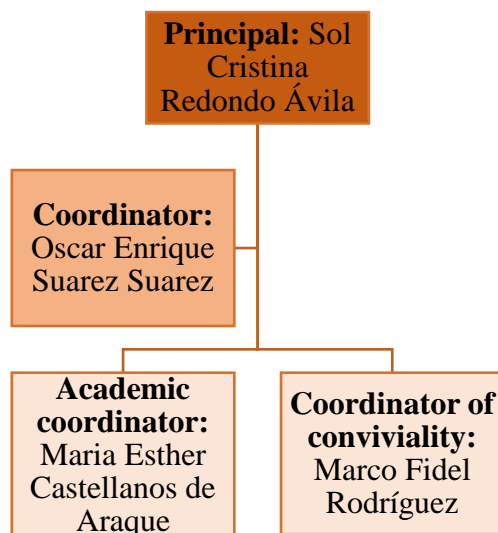 Principal: Sol
Cristina
Redondo Ávila
Coordinator:
Oscar Enrique
Suarez Suarez
Academic
coordinator:
Maria Esther
Castellanos de
Araque
Coordinator of
conviviality:
Marco Fidel
Rodríguez